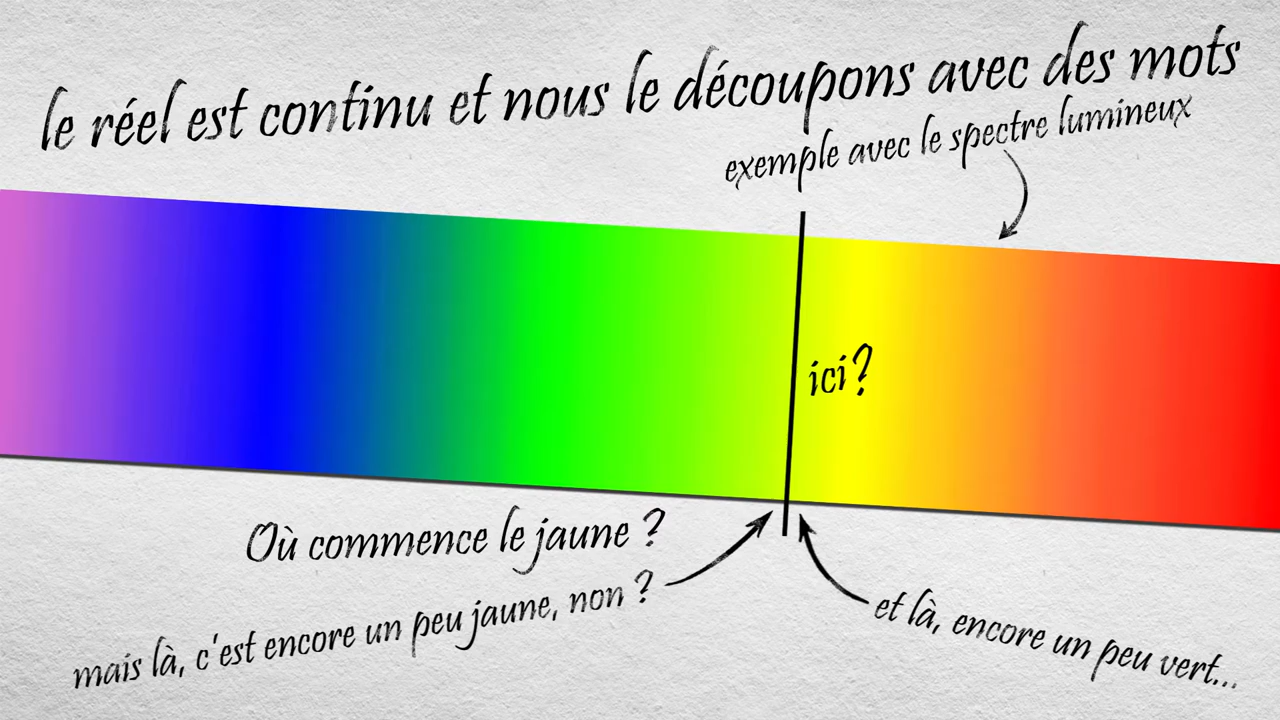 le réel est continu et nous le découpons avec des mots
exemple avec le spectre lumineux
ici ?
Où commence le jaune ?
mais là, c'est encore un peu jaune, non ?
et là, encore un peu vert...